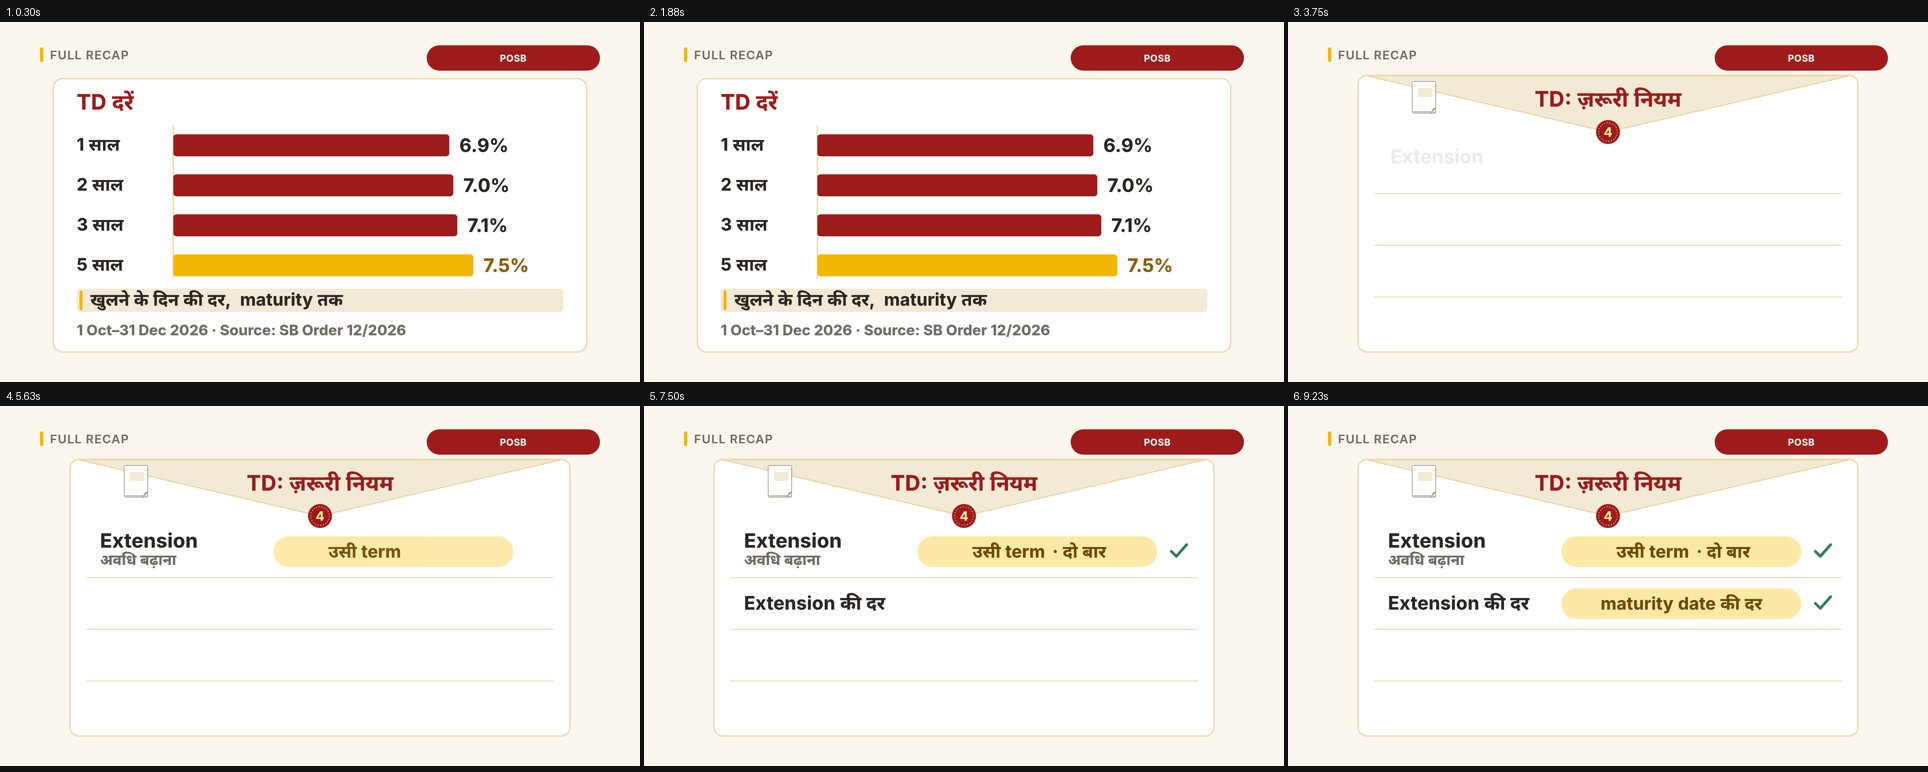 1. 0.30s
FULL RECAP
POSB
TD दरें
1 साल 6.9%
2 साल 7.0%
3 साल 7.1%
5 साल 7.5%
खुलने के दिन की दर, maturity तक
1 Oct–31 Dec 2026 · Source: SB Order 12/2026
2. 1.88s
FULL RECAP
POSB
TD दरें
1 साल 6.9%
2 साल 7.0%
3 साल 7.1%
5 साल 7.5%
खुलने के दिन की दर, maturity तक
1 Oct–31 Dec 2026 · Source: SB Order 12/2026
3. 3.75s
FULL RECAP
POSB
TD: ज़रूरी नियम
4
Extension
4. 5.63s
FULL RECAP
POSB
TD: ज़रूरी नियम
4
Extension
अवधि बढ़ाना
उसी term
5. 7.50s
FULL RECAP
POSB
TD: ज़रूरी नियम
4
Extension
अवधि बढ़ाना
उसी term · दो बार
Extension की दर
6. 9.23s
FULL RECAP
POSB
TD: ज़रूरी नियम
4
Extension
अवधि बढ़ाना
उसी term · दो बार
Extension की दर
maturity date की दर